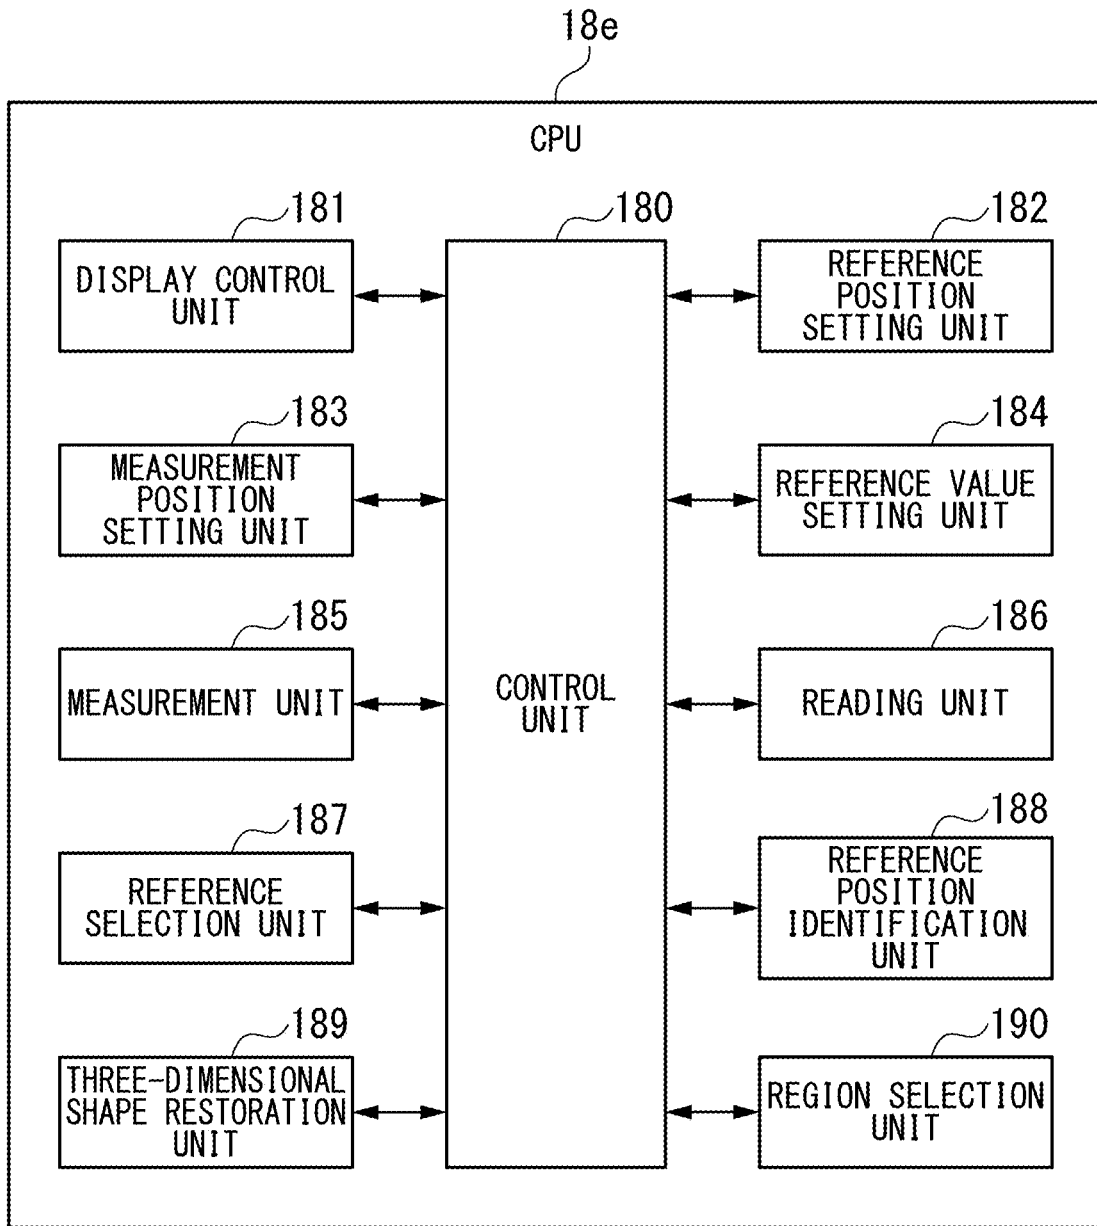 18e
CPU
181
DISPLAY CONTROL
UNIT
180
CONTROL
UNIT
182
REFERENCE
POSITION
SETTING UNIT
183
MEASUREMENT
POSITION
SETTING UNIT
184
REFERENCE VALUE
SETTING UNIT
185
MEASUREMENT UNIT
186
READING UNIT
187
REFERENCE
SELECTION UNIT
188
REFERENCE
POSITION
IDENTIFICATION
UNIT
189
THREE-DIMENSIONAL
SHAPE RESTORATION
UNIT
190
REGION SELECTION
UNIT